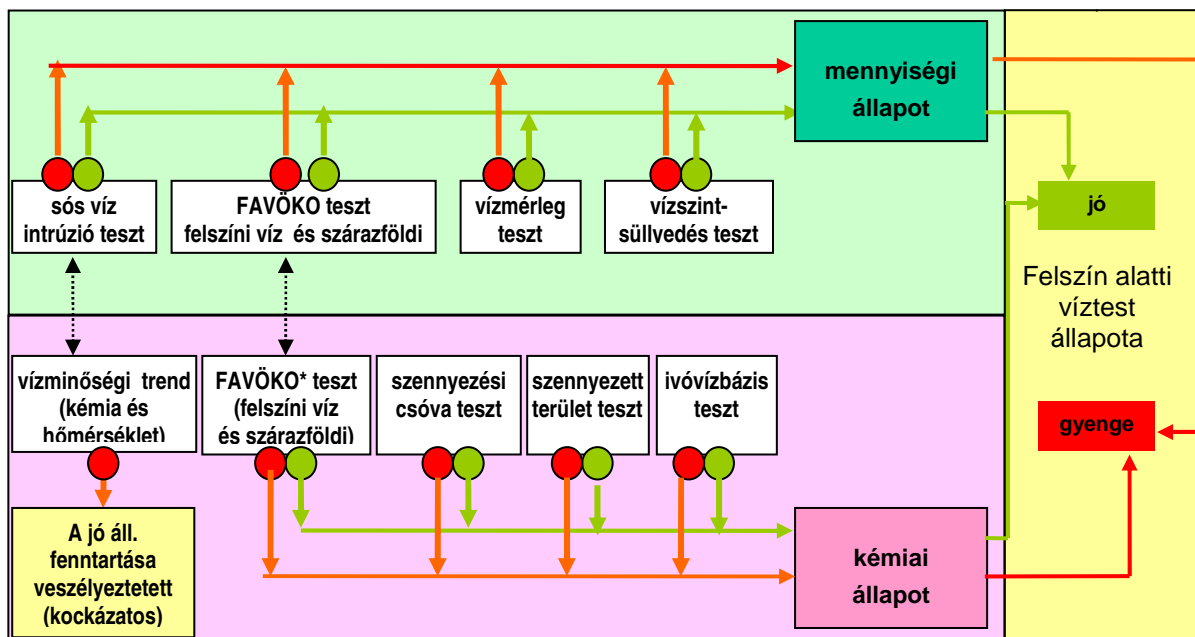 mennyiségi
állapot
sós víz
intrúzió teszt
FAVÖKO teszt
felszíni víz és szárazföldi
vízmérleg
teszt
vízszint-
süllyedés teszt
jó
Felszín alatti
víztest
állapota
gyenge
vízminőségi trend
(kémia és
hőmérséklet)
FAVÖKO* teszt
(felszíni víz
és szárazföldi)
szennyezési
csóva teszt
szennyezett
terület teszt
ivóvízbázis
teszt
A jó áll.
fenntartása
veszélyeztetett
(kockázatos)
kémiai
állapot